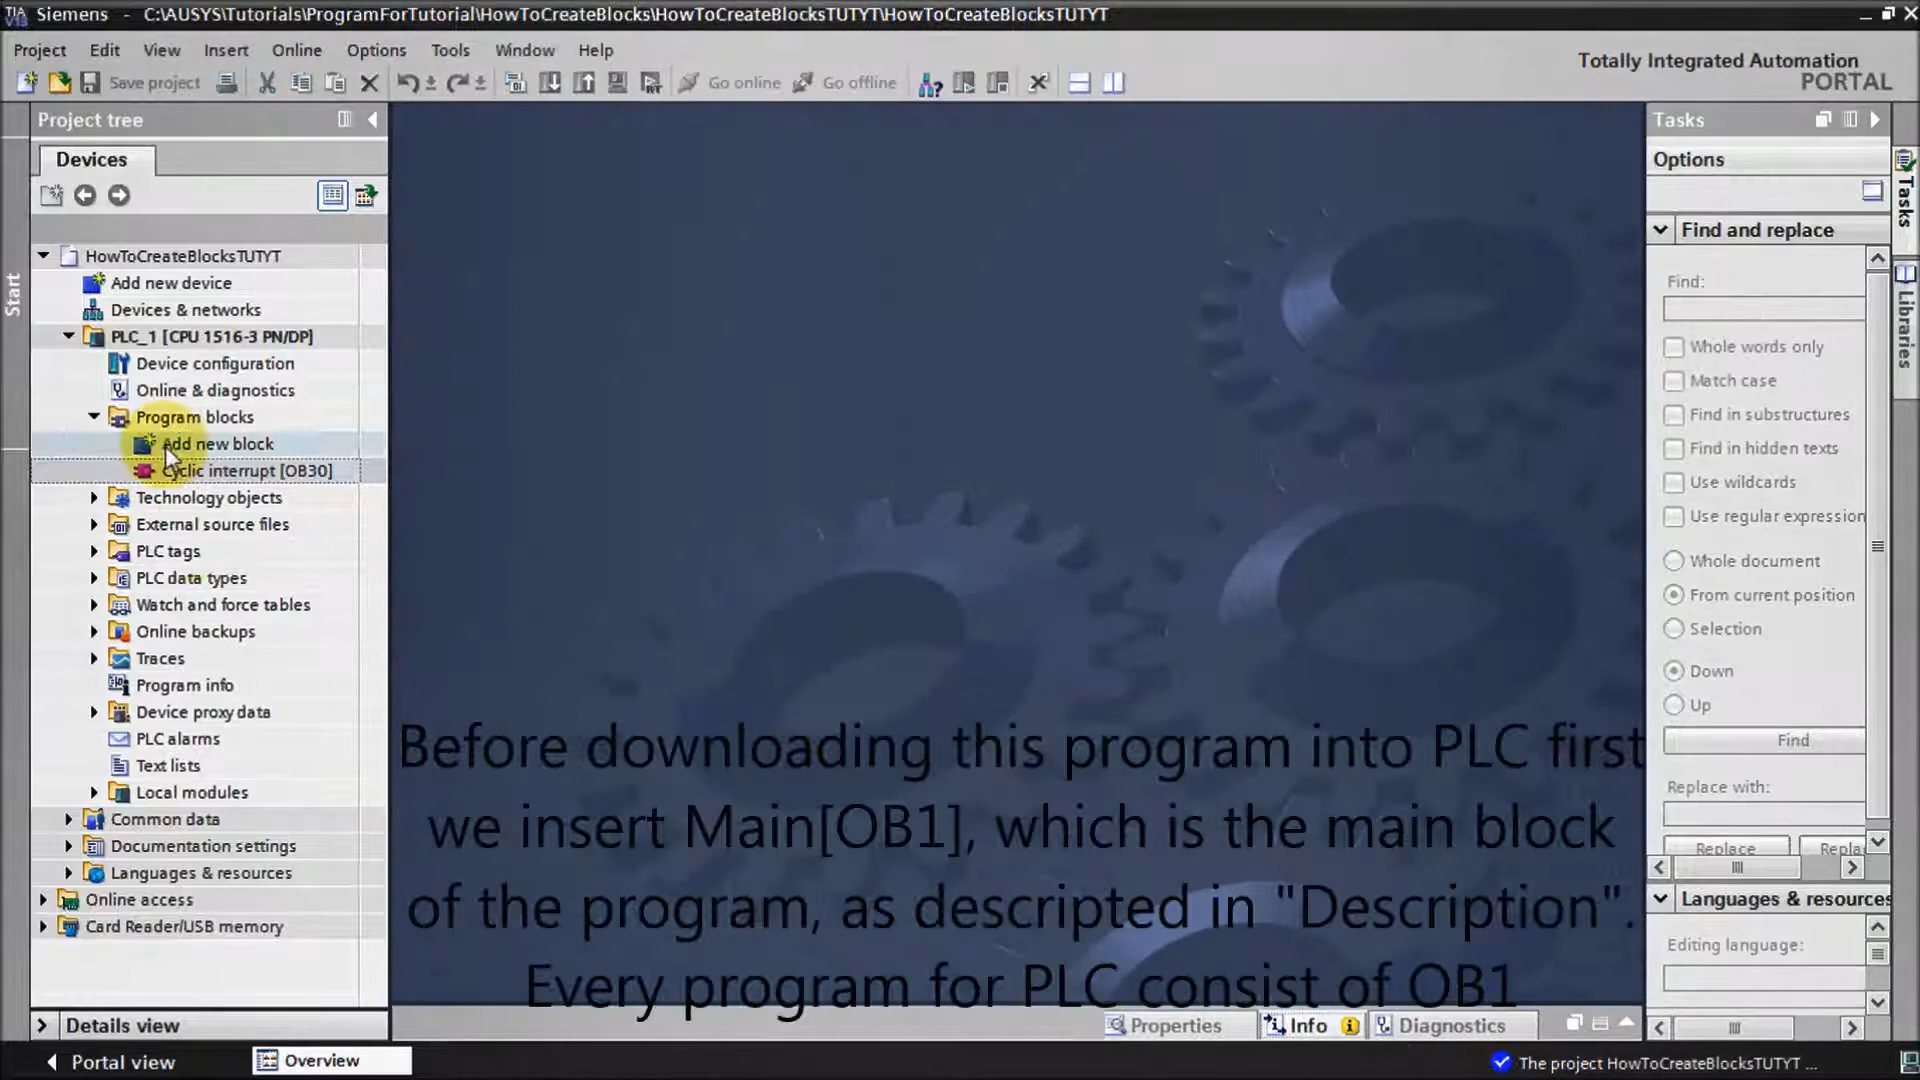 Siemens - C:\AUSYS\Tutorials\ProgramForTutorial\HowToCreateBlocks\HowToCreateBlocksTUTYT\HowToCreateBlocksTUTYT
Project Edit View Insert Online Options Tools Window Help
Totally Integrated Automation
PORTAL
Save project Go online Go offline
Project tree
Tasks
Devices
Options
Start
Tasks
Libraries
Find and replace
HowToCreateBlocksTUTYT
Add new device
Devices & networks
PLC_1 [CPU 1516-3 PN/DP]
Device configuration
Online & diagnostics
Program blocks
Add new block
Cyclic interrupt [OB30]
Technology objects
External source files
PLC tags
PLC data types
Watch and force tables
Online backups
Traces
Program info
Device proxy data
PLC alarms
Text lists
Local modules
Common data
Documentation settings
Languages & resources
Online access
Card Reader/USB memory
Find:
Whole words only
Match case
Find in substructures
Find in hidden texts
Use wildcards
Use regular expression
Whole document
From current position
Selection
Down
Up
Find
Replace with:
Replace Repla
Languages & resources
Editing language:
Before downloading this program into PLC first
we insert Main[OB1], which is the main block
of the program, as descripted in "Description".
Every program for PLC consist of OB1
Details view
Properties Info Diagnostics
Portal view Overview
The project HowToCreateBlocksTUTYT ...